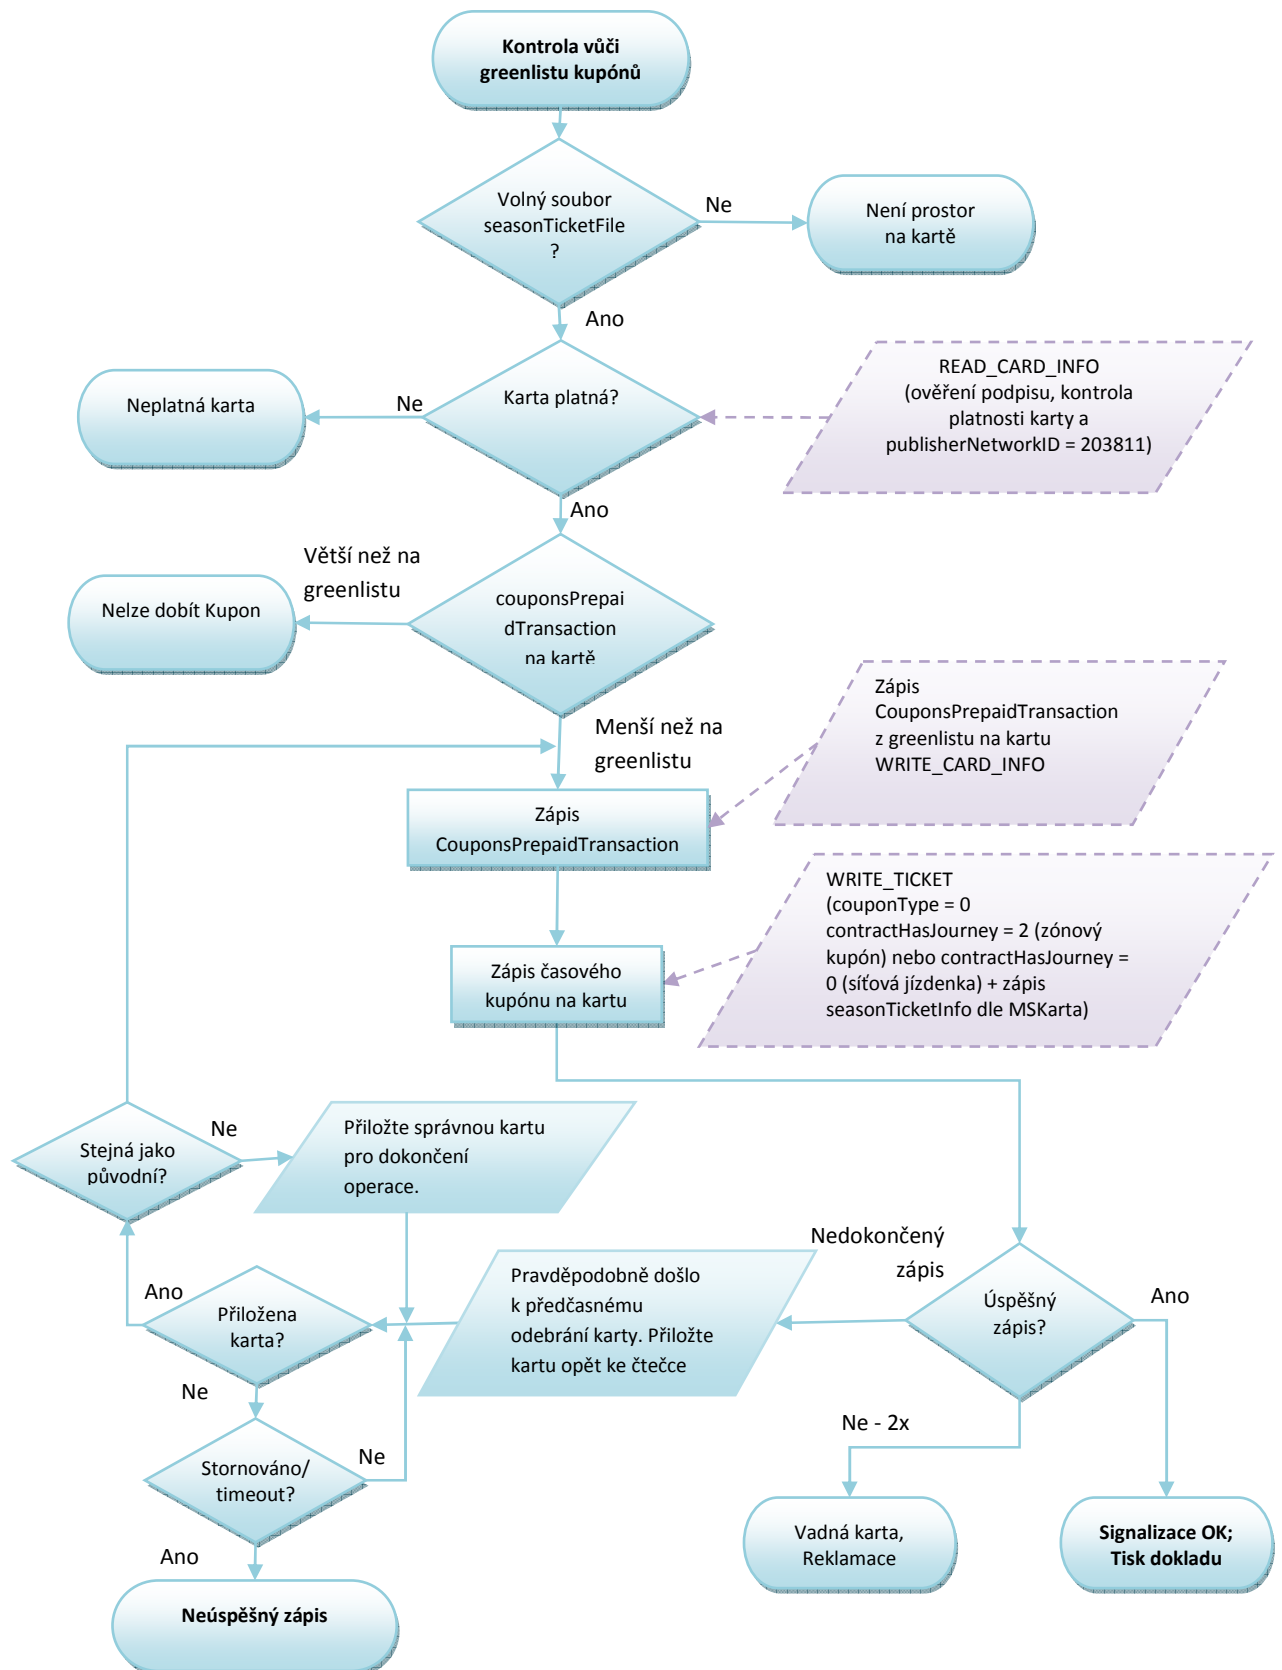 Kontrola vůči
greenlistu kupónů
Volný soubor
seasonTicketFile
?
Ne
Není prostor
na kartě
Ano
READ_CARD_INFO
(ověření podpisu, kontrola
platnosti karty a
publisherNetworkID = 203811)
Karta platná?
Ne
Neplatná karta
Ano
Větší než na
greenlistu
Nelze dobít Kupon
couponsPrepai
dTransaction
na kartě
Menší než na
greenlistu
Zápis
CouponsPrepaidTransaction
z greenlistu na kartu
WRITE_CARD_INFO
Zápis
CouponsPrepaidTransaction
WRITE_TICKET
(couponType = 0
contractHasJourney = 2 (zónový
kupón) nebo contractHasJourney =
0 (síťová jízdenka) + zápis
seasonTicketInfo dle MSKarta)
Zápis časového
kupónu na kartu
Stejná jako
původní?
Ne
Přiložte správnou kartu
pro dokončení
operace.
Nedokončený
zápis
Pravděpodobně došlo
k předčasnému
odebrání karty. Přiložte
kartu opět ke čtečce
Úspěšný
zápis?
Ano
Ano
Přiložena
karta?
Ne
Stornováno/
timeout?
Ne
Ne - 2x
Vadná karta,
Reklamace
Signalizace OK;
Tisk dokladu
Ano
Neúspěšný zápis